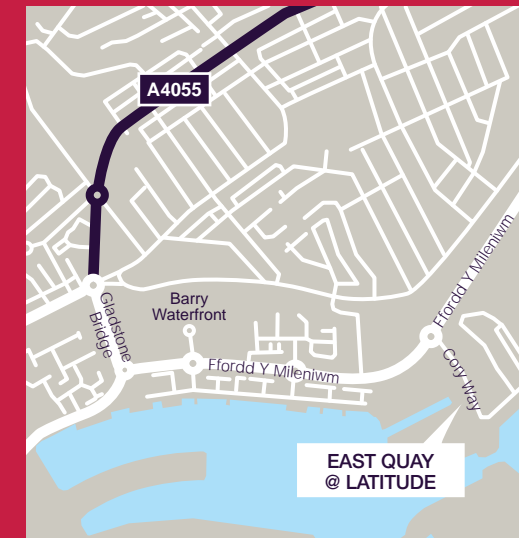 A4055
Gladstone
Bridge
Barry
Waterfront
Ffordd Y Mileniwm
Ffordd Y Mileniwm
Cory Way
EAST QUAY
@ LATITUDE